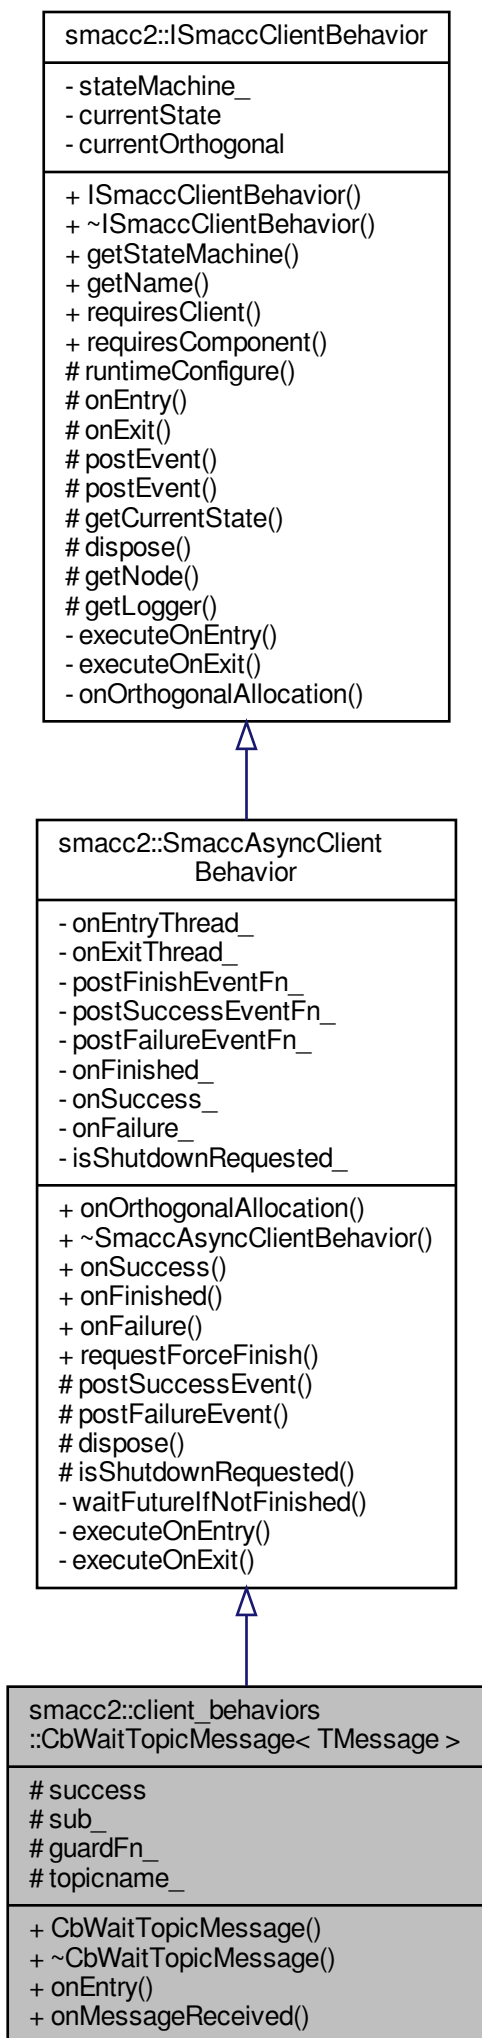 smacc2::ISmaccClientBehavior
- stateMachine_
- currentState
- currentOrthogonal
+ ISmaccClientBehavior()
+ ~ISmaccClientBehavior()
+ getStateMachine()
+ getName()
+ requiresClient()
+ requiresComponent()
# runtimeConfigure()
# onEntry()
# onExit()
# postEvent()
# postEvent()
# getCurrentState()
# dispose()
# getNode()
# getLogger()
- executeOnEntry()
- executeOnExit()
- onOrthogonalAllocation()
smacc2::SmaccAsyncClient
Behavior
- onEntryThread_
- onExitThread_
- postFinishEventFn_
- postSuccessEventFn_
- postFailureEventFn_
- onFinished_
- onSuccess_
- onFailure_
- isShutdownRequested_
+ onOrthogonalAllocation()
+ ~SmaccAsyncClientBehavior()
+ onSuccess()
+ onFinished()
+ onFailure()
+ requestForceFinish()
# postSuccessEvent()
# postFailureEvent()
# dispose()
# isShutdownRequested()
- waitFutureIfNotFinished()
- executeOnEntry()
- executeOnExit()
smacc2::client_behaviors
::CbWaitTopicMessage< TMessage >
# success
# sub_
# guardFn_
# topicname_
+ CbWaitTopicMessage()
+ ~CbWaitTopicMessage()
+ onEntry()
+ onMessageReceived()